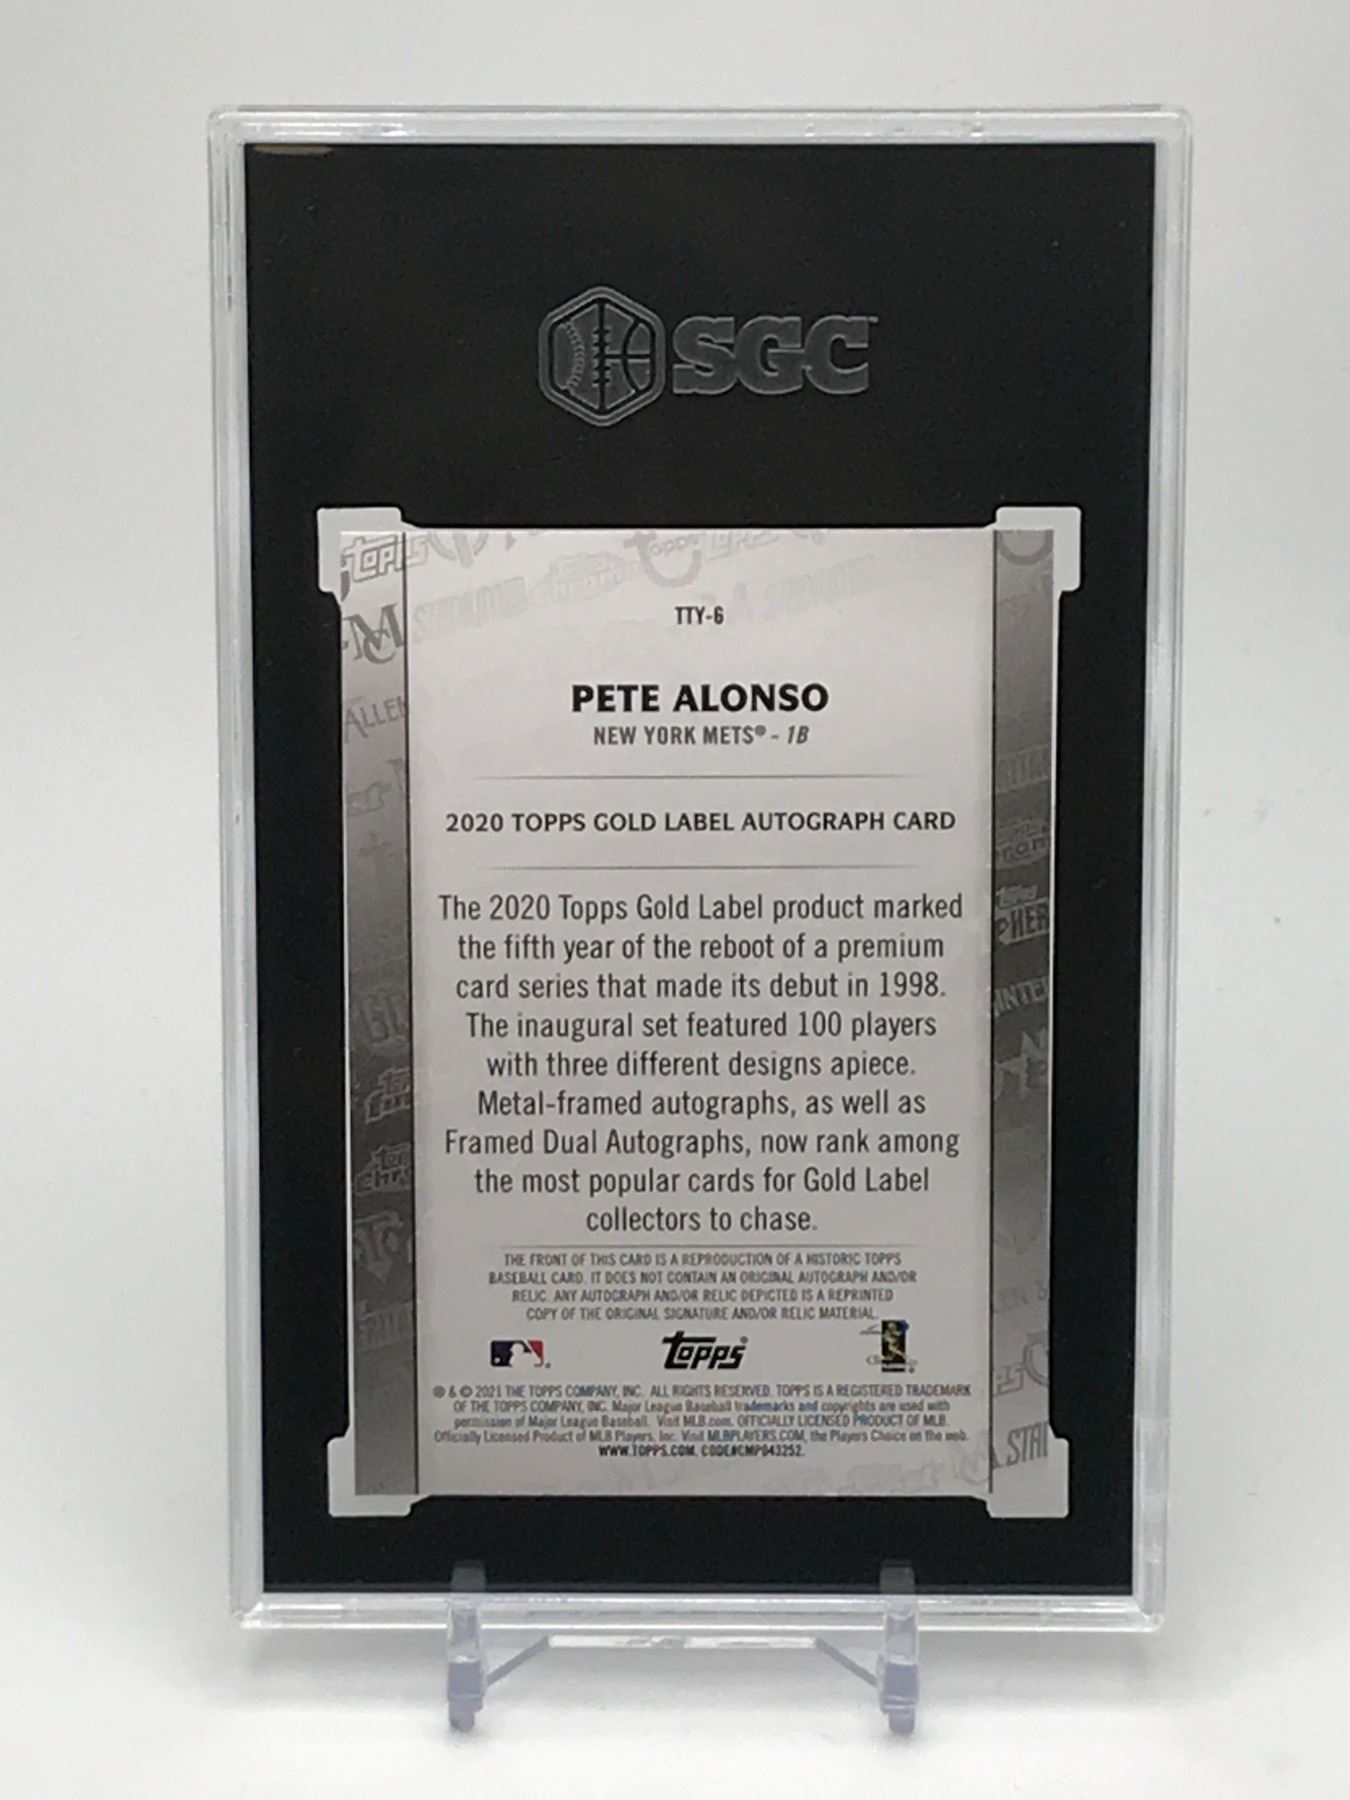 SGC
Topps
TTY-6
ALLEN
PETE ALONSO
NEW YORK METS® - 1B
2020 TOPPS GOLD LABEL AUTOGRAPH CARD
The 2020 Topps Gold Label product marked
the fifth year of the reboot of a premium
card series that made its debut in 1998.
The inaugural set featured 100 players
with three different designs apiece.
Metal-framed autographs, as well as
Framed Dual Autographs, now rank among
the most popular cards for Gold Label
collectors to chase.
THE FRONT OF THIS CARD IS A REPRODUCTION OF A HISTORIC TOPPS
BASEBALL CARD. IT DOES NOT CONTAIN AN ORIGINAL AUTOGRAPH AND/OR
RELIC. ANY AUTOGRAPH AND/OR RELIC DEPICTED IS A REPRINTED
COPY OF THE ORIGINAL SIGNATURE AND/OR RELIC MATERIAL.
Topps®
® & © 2021 THE TOPPS COMPANY, INC. ALL RIGHTS RESERVED. TOPPS IS A REGISTERED TRADEMARK
OF THE TOPPS COMPANY, INC. Major League Baseball trademarks and copyrights are used with
permission of Major League Baseball. Visit MLB.com. OFFICIALLY LICENSED PRODUCT OF MLB
Officially Licensed Product of MLB Players, Inc. Visit MLBPLAYERS.COM, the Players Choice on the web.
WWW.TOPPS.COM. CODE#CMP043252.